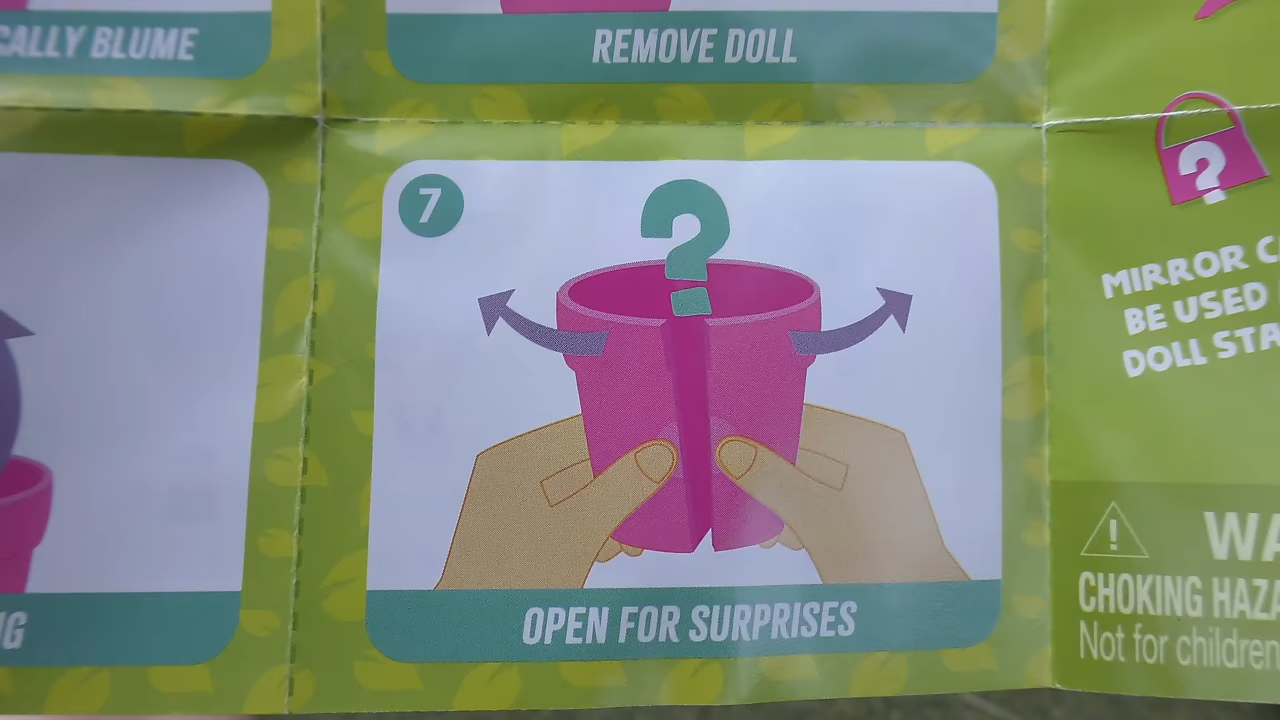 CALLY BLUME
REMOVE DOLL
7
?
?
MIRROR C
BE USED
DOLL STA
WA
CHOKING HAZA
Not for children
G
OPEN FOR SURPRISES